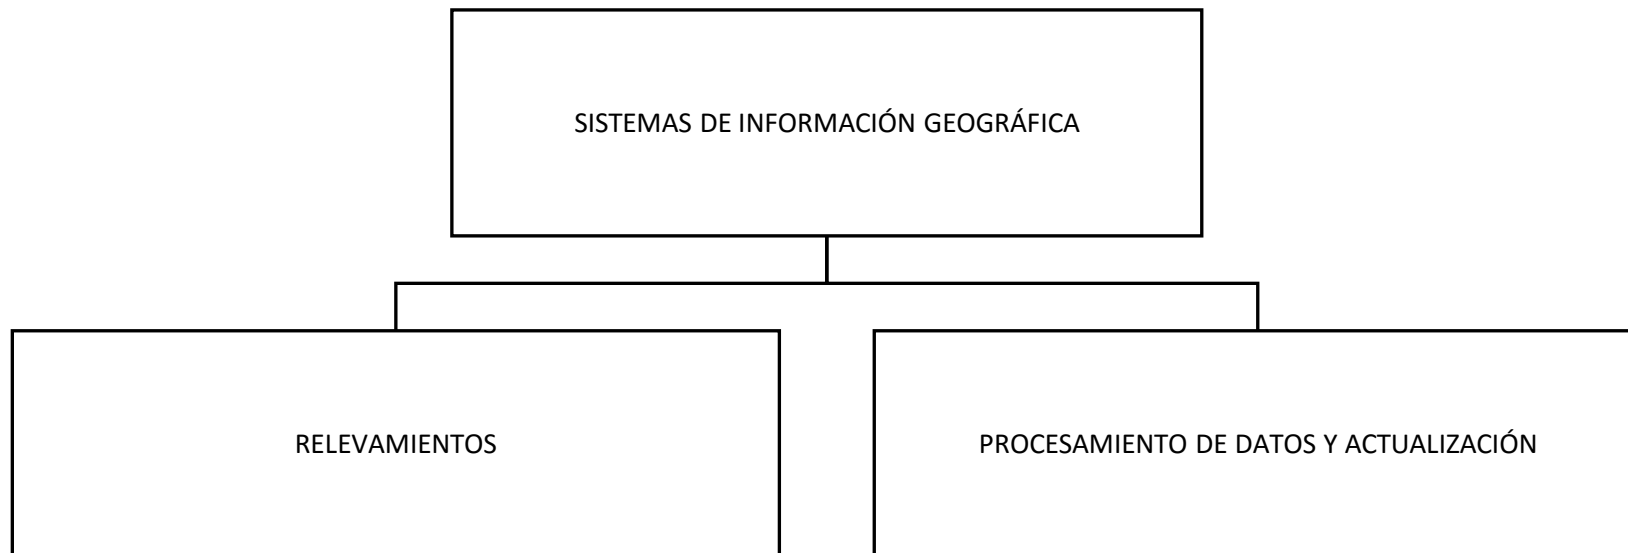 SISTEMAS DE INFORMACIÓN GEOGRÁFICA
RELEVAMIENTOS
PROCESAMIENTO DE DATOS Y ACTUALIZACIÓN